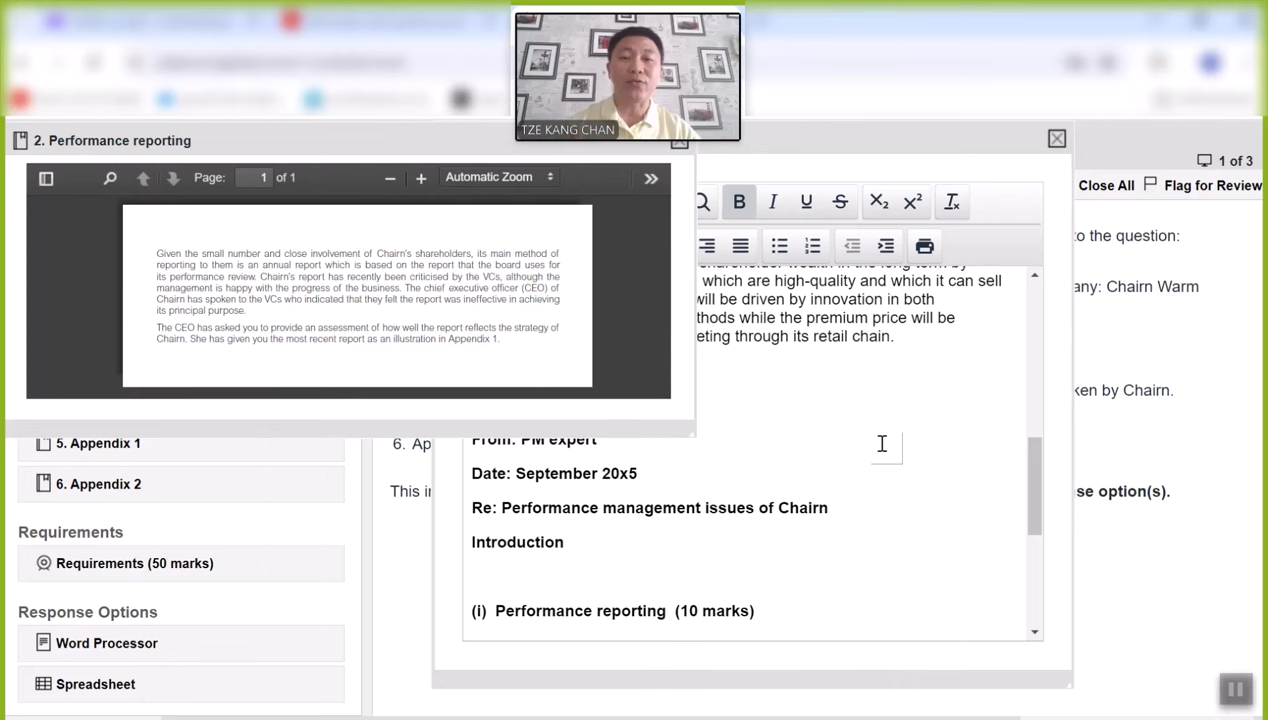 TZE KANG CHAN
2. Performance reporting
Page: 1 of 1
Automatic Zoom
Given the small number and close involvement of Chairn's shareholders, its main method of
reporting to them is an annual report which is based on the report that the board uses for
its performance review. Chairn's report has recently been criticised by the VCs, although the
management is happy with the progress of the business. The chief executive officer (CEO) of
Chairn has spoken to the VCs who indicated that they felt the report was ineffective in achieving
its principal purpose.
The CEO has asked you to provide an assessment of how well the report reflects the strategy of
Chairn. She has given you the most recent report as an illustration in Appendix 1.
1 of 3
Close All Flag for Review
to the question:
any: Chairn Warm
ken by Chairn.
se option(s).
shareholder wealth in the long term by
which are high-quality and which it can sell
will be driven by innovation in both
thods while the premium price will be
eting through its retail chain.
From: PM expert
Date: September 20x5
Re: Performance management issues of Chairn
Introduction
(i) Performance reporting (10 marks)
6. Ap
This in
5. Appendix 1
6. Appendix 2
Requirements
Requirements (50 marks)
Response Options
Word Processor
Spreadsheet